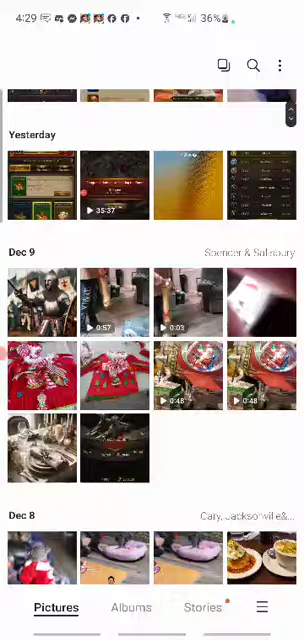 4:29 36%
Yesterday
35:37
Dec 9 Spencer & Salisbury
0:57 0:03
0:48 0:48
Dec 8 Cary, Jacksonville&...
Pictures Albums Stories